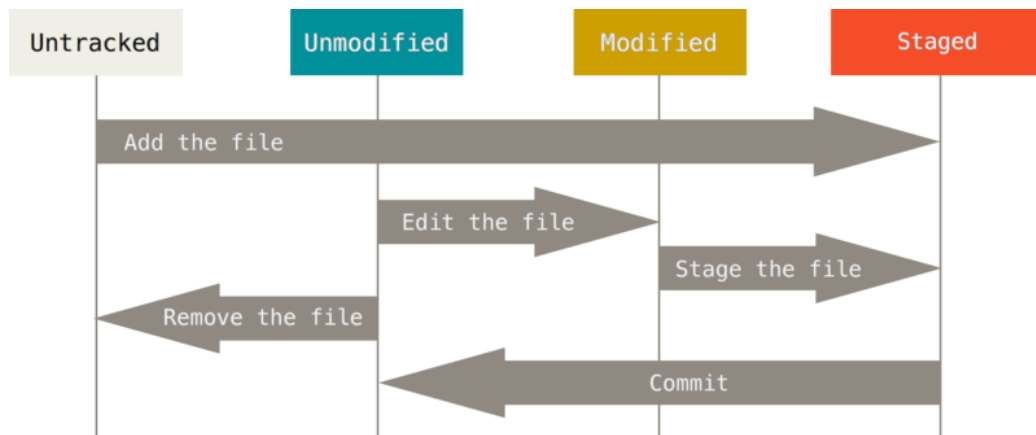 Untracked
Unmodified
Modified
Staged
Add the file
Edit the file
Stage the file
Remove the file
Commit